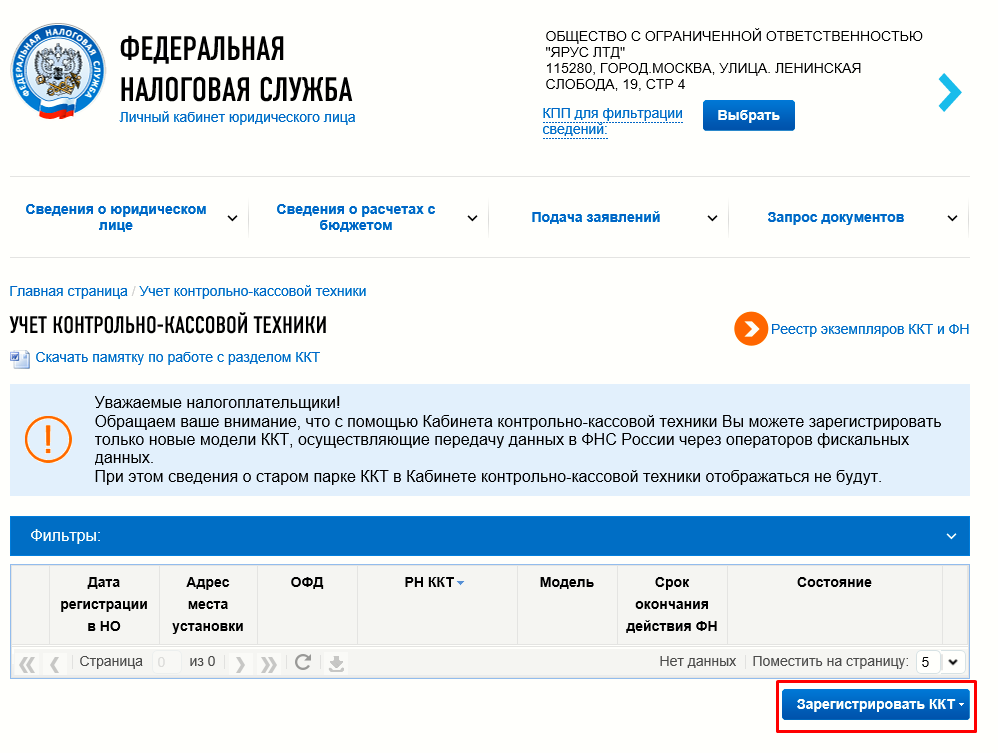 ФЕДЕРАЛЬНАЯ НАЛОГОВАЯ СЛУЖБА
ФЕДЕРАЛЬНАЯ
НАЛОГОВАЯ СЛУЖБА
Личный кабинет юридического лица
ОБЩЕСТВО С ОГРАНИЧЕННОЙ ОТВЕТСТВЕННОСТЬЮ
"ЯРУС ЛТД"
115280, ГОРОД.МОСКВА, УЛИЦА. ЛЕНИНСКАЯ
СЛОБОДА, 19, СТР 4
КПП для фильтрации
сведений:
Выбрать
Сведения о юридическом
лице
Сведения о расчетах с
бюджетом
Подача заявлений
Запрос документов
Главная страница / Учет контрольно-кассовой техники
УЧЕТ КОНТРОЛЬНО-КАССОВОЙ ТЕХНИКИ
Реестр экземпляров ККТ и ФН
Скачать памятку по работе с разделом ККТ
Уважаемые налогоплательщики!
Обращаем ваше внимание, что с помощью Кабинета контрольно-кассовой техники Вы можете зарегистрировать
только новые модели ККТ, осуществляющие передачу данных в ФНС России через операторов фискальных
данных.
При этом сведения о старом парке ККТ в Кабинете контрольно-кассовой техники отображаться не будут.
Фильтры:
Дата
регистрации
в НО
Адрес
места
установки
ОФД
РН ККТ
Модель
Срок
окончания
действия ФН
Состояние
Страница 0 из 0
Нет данных
Поместить на страницу: 5
Зарегистрировать ККТ